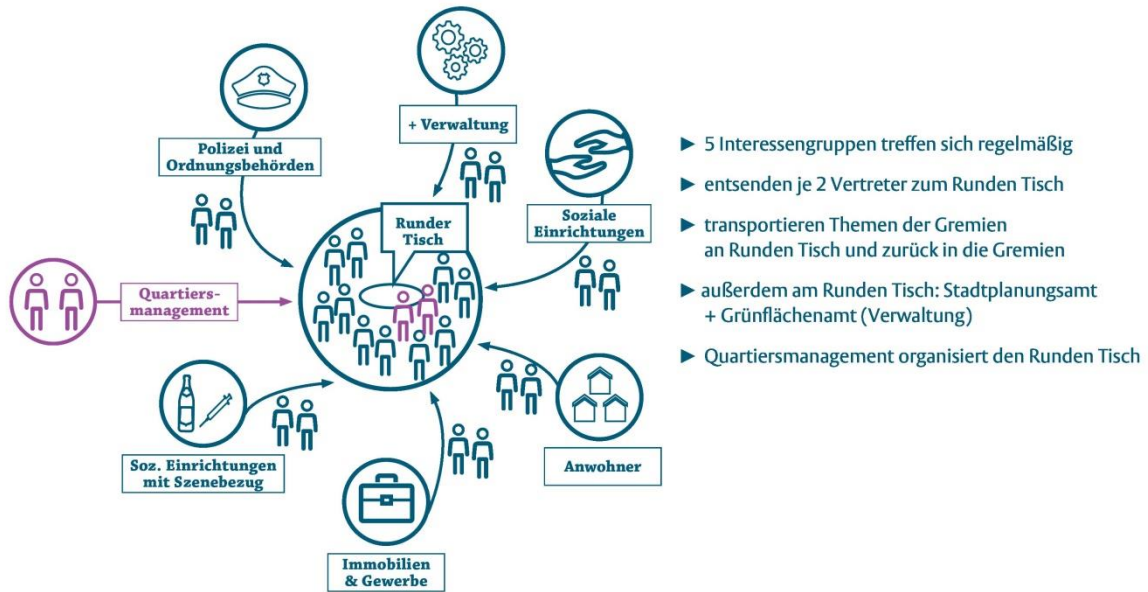 + Verwaltung
Polizei und
Ordnungsbehörden
Soziale
Einrichtungen
Runder
Tisch
Quartiers-
management
Soz. Einrichtungen
mit Szenebezug
Anwohner
Immobilien
& Gewerbe
► 5 Interessengruppen treffen sich regelmäßig
► entsenden je 2 Vertreter zum Runden Tisch
► transportieren Themen der Gremien
an Runden Tisch und zurück in die Gremien
► außerdem am Runden Tisch: Stadtplanungsamt
+ Grünflächenamt (Verwaltung)
► Quartiersmanagement organisiert den Runden Tisch